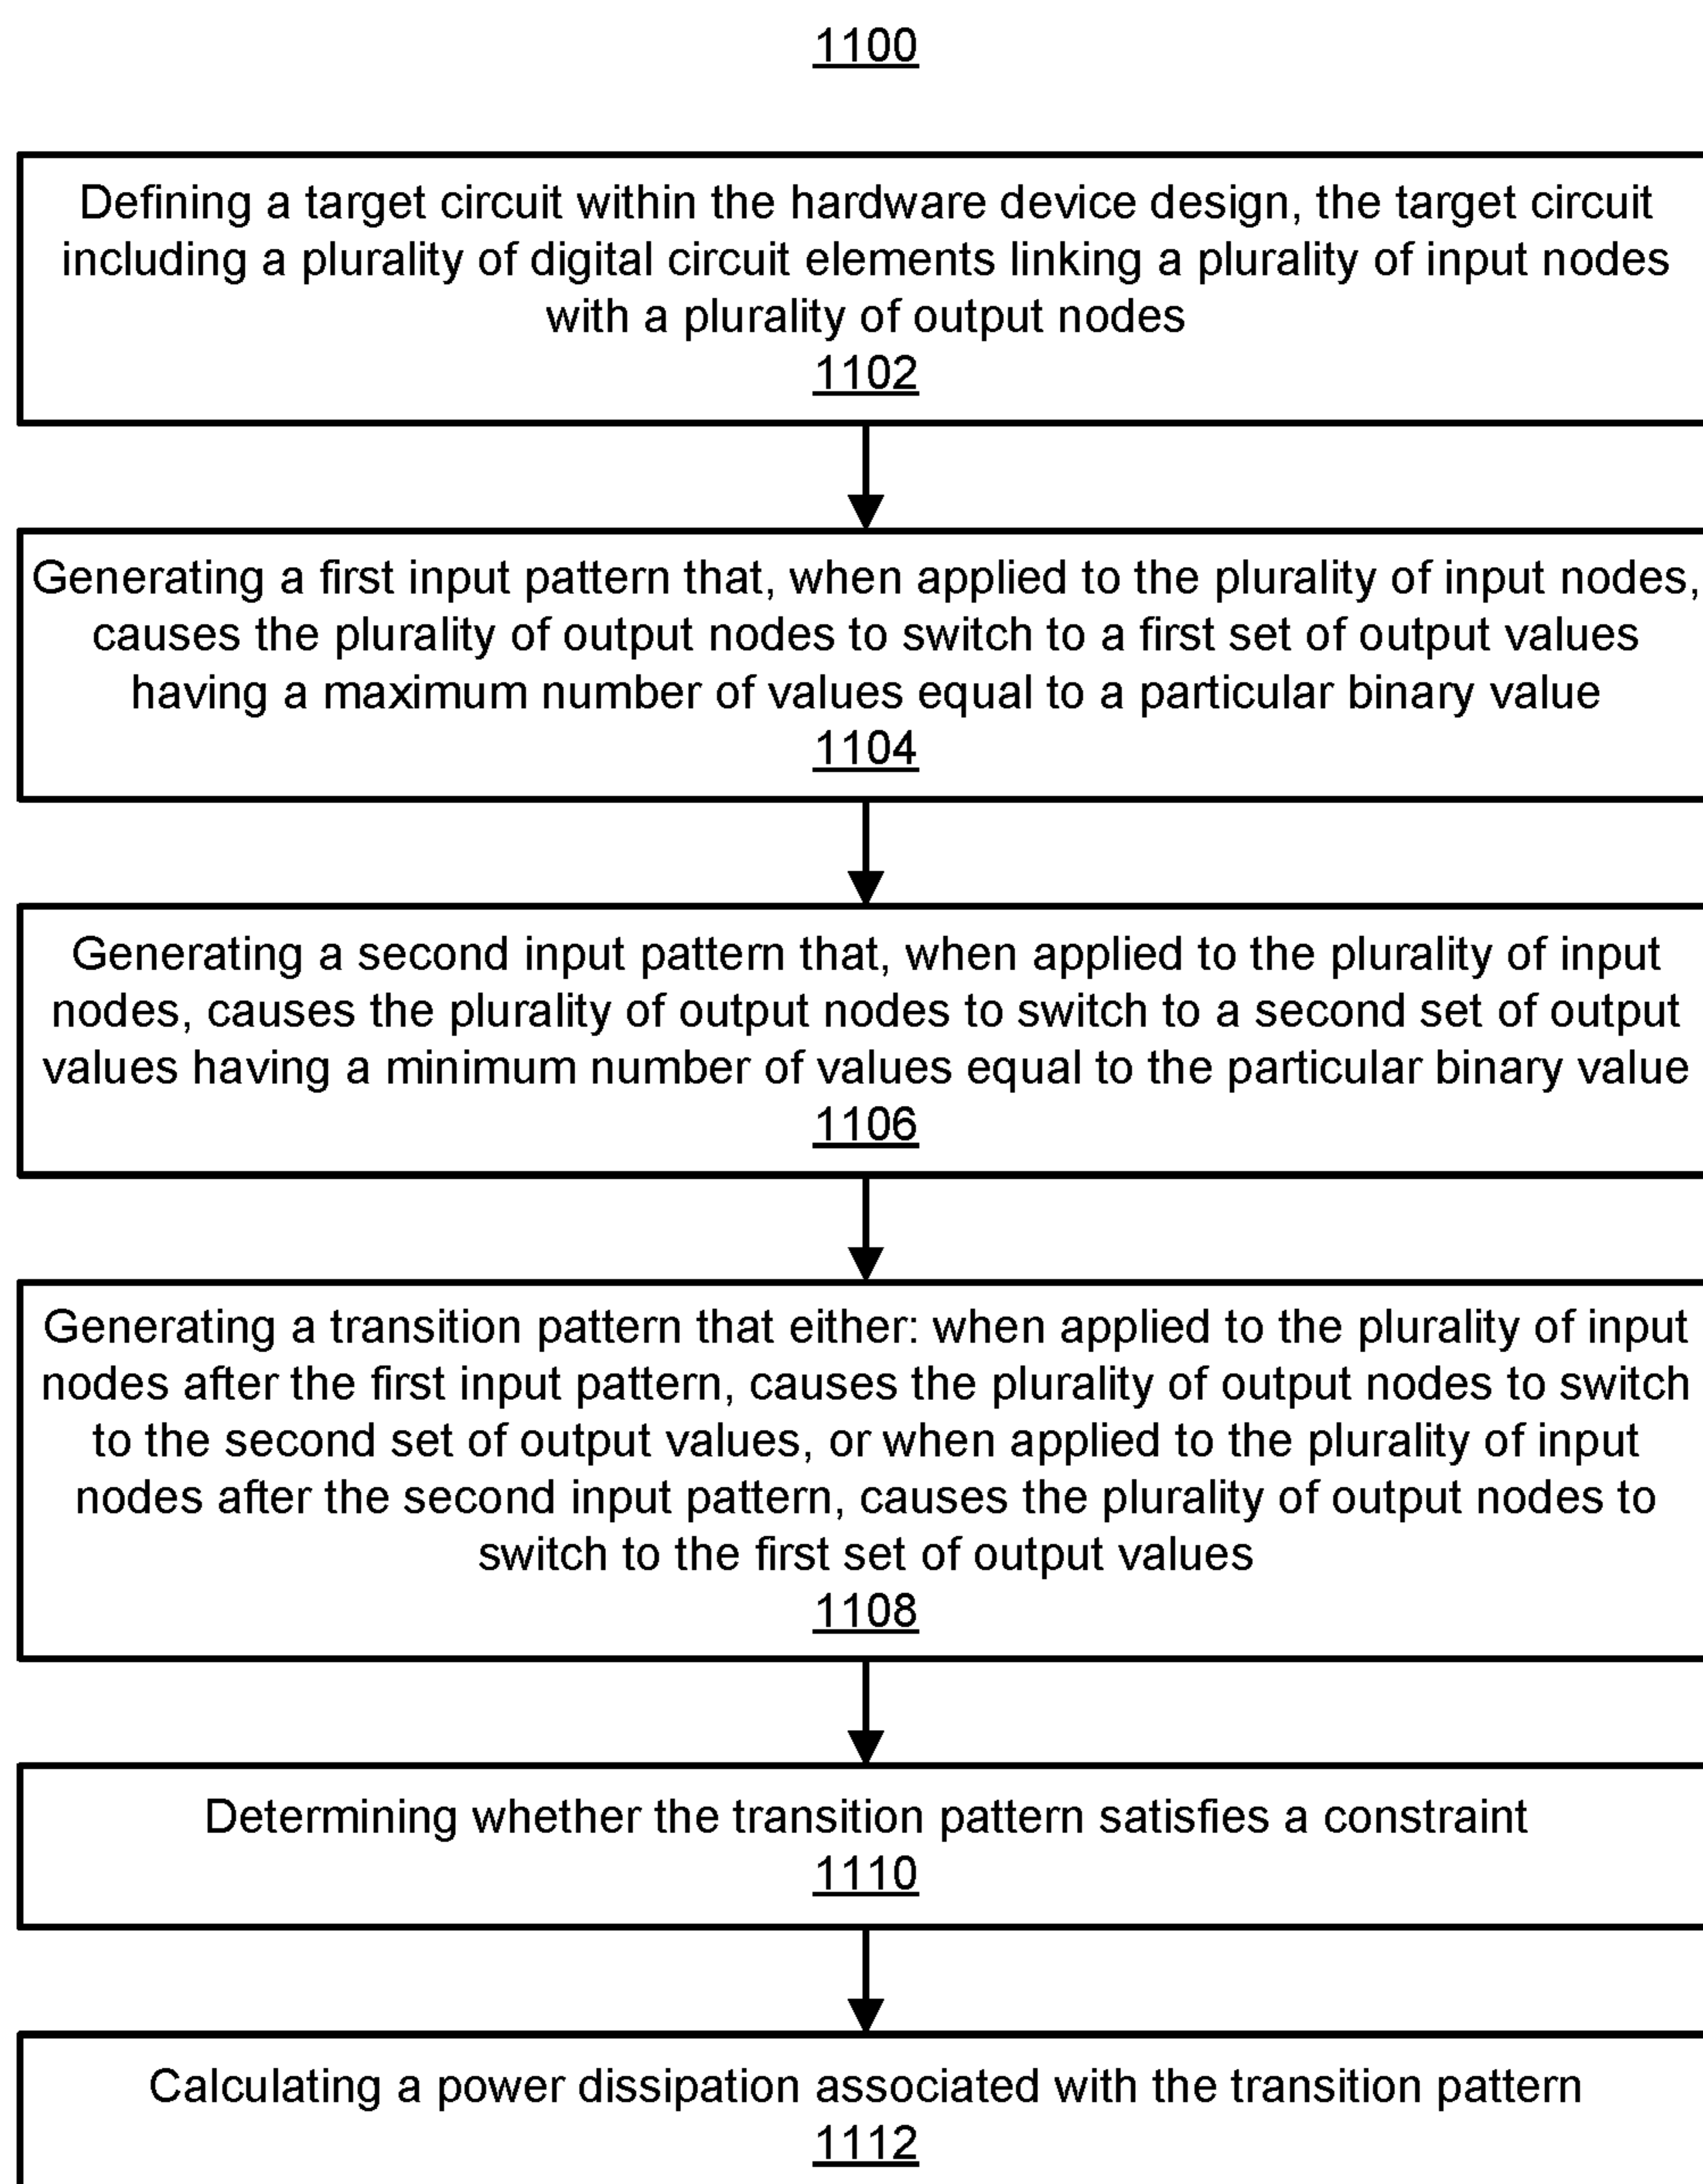 1100
Defining a target circuit within the hardware device design, the target circuit
including a plurality of digital circuit elements linking a plurality of input nodes
with a plurality of output nodes
1102
Generating a first input pattern that, when applied to the plurality of input nodes,
causes the plurality of output nodes to switch to a first set of output values
having a maximum number of values equal to a particular binary value
1104
Generating a second input pattern that, when applied to the plurality of input
nodes, causes the plurality of output nodes to switch to a second set of output
values having a minimum number of values equal to the particular binary value
1106
Generating a transition pattern that either: when applied to the plurality of input
nodes after the first input pattern, causes the plurality of output nodes to switch
to the second set of output values, or when applied to the plurality of input
nodes after the second input pattern, causes the plurality of output nodes to
switch to the first set of output values
1108
Determining whether the transition pattern satisfies a constraint
1110
Calculating a power dissipation associated with the transition pattern
1112